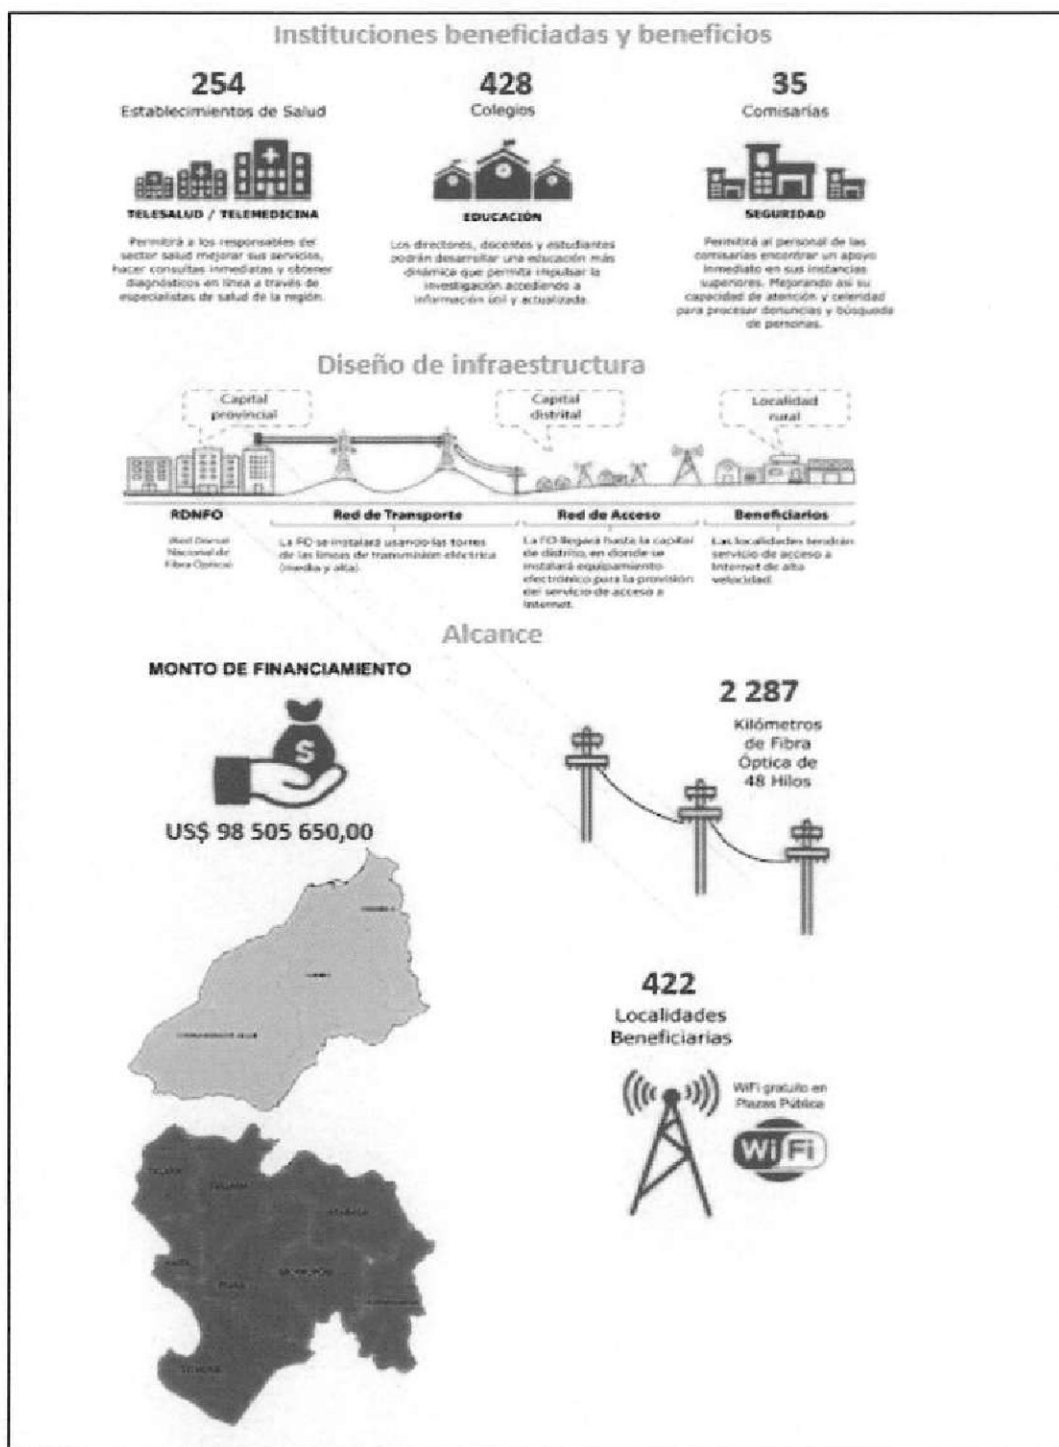 Instituciones beneficiadas y beneficios
254
Establecimientos de Salud
TELESALUD / TELEMEDICINA
Permitirá a los responsables del
sector salud mejorar sus servicios,
hacer consultas inmediatas y obtener
diagnósticos en línea a través de
especialistas de salud de la región.
428
Colegios
EDUCACIÓN
Los directores, docentes y estudiantes
podrán desarrollar una educación más
dinámica que permita impulsar la
investigación accediendo a
información útil y actualizada.
35
Comisarías
SEGURIDAD
Permitirá al personal de las
comisarías encontrar un apoyo
inmediato en sus instancias
superiores. Mejorando así su
capacidad de atención y celeridad
para procesar denuncias y búsqueda
de personas.
Diseño de infraestructura
Capital
provincial
Capital
distrital
Localidad
rural
RDNFO
(Red Dorsal
Nacional de
Fibra Óptica)
Red de Transporte
La FO se instalará usando las torres
de las líneas de transmisión eléctrica
(media y alta).
Red de Acceso
La FO llegará hasta la capital
de distrito, en donde se
instalará equipamiento
electrónico para la provisión
del servicio de acceso a
Internet.
Beneficiarios
Las localidades tendrán
servicio de acceso a
Internet de alta
velocidad.
Alcance
MONTO DE FINANCIAMIENTO
S
US$ 98 505 650,00
2 287
Kilómetros
de Fibra
Óptica de
48 Hilos
422
Localidades
Beneficiarias
WiFi gratuito en
Plazas Pública
WiFi
TALARA
SULLANA
AYABACA
PAITA
PIURA
MORROPÓN
SECHURA